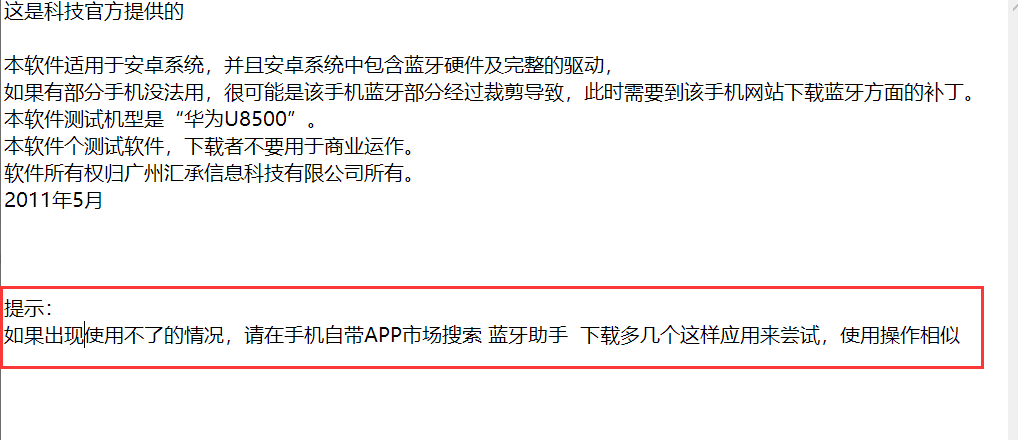 这是科技官方提供的
本软件适用于安卓系统，并且安卓系统中包含蓝牙硬件及完整的驱动，
如果有部分手机没法用，很可能是该手机蓝牙部分经过裁剪导致，此时需要到该手机网站下载蓝牙方面的补丁。
本软件测试机型是“华为U8500”。
本软件个测试软件，下载者不要用于商业运作。
软件所有权归广州汇承信息科技有限公司所有。
2011年5月
提示：
如果出现使用不了的情况，请在手机自带APP市场搜索 蓝牙助手  下载多几个这样应用来尝试，使用操作相似